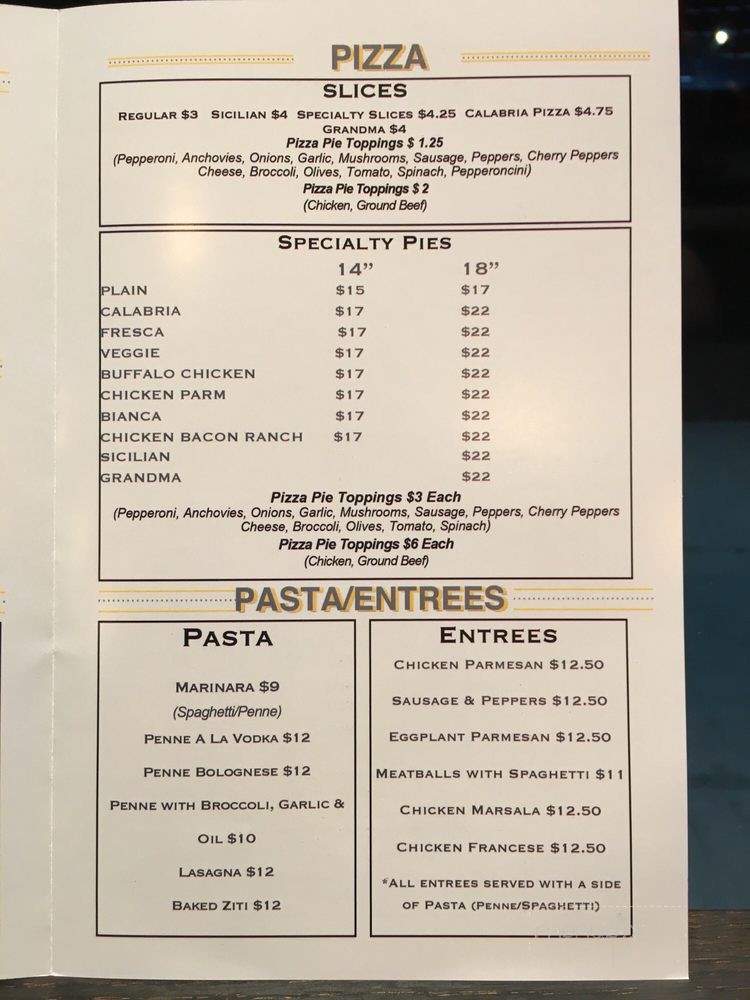 PIZZA
SLICES
REGULAR $3 SICILIAN $4 SPECIALTY SLICES $4.25 CALABRIA PIZZA $4.75
GRANDMA $4
Pizza Pie Toppings $ 1.25
(Pepperoni, Anchovies, Onions, Garlic, Mushrooms, Sausage, Peppers, Cherry Peppers
Cheese, Broccoli, Olives, Tomato, Spinach, Pepperoncini)
Pizza Pie Toppings $ 2
(Chicken, Ground Beef)
SPECIALTY PIES
14” 18”
PLAIN $15 $17
CALABRIA $17 $22
FRESCA $17 $22
VEGGIE $17 $22
BUFFALO CHICKEN $17 $22
CHICKEN PARM $17 $22
BIANCA $17 $22
CHICKEN BACON RANCH $17 $22
SICILIAN $22
GRANDMA $22
Pizza Pie Toppings $3 Each
(Pepperoni, Anchovies, Onions, Garlic, Mushrooms, Sausage, Peppers, Cherry Peppers
Cheese, Broccoli, Olives, Tomato, Spinach)
Pizza Pie Toppings $6 Each
(Chicken, Ground Beef)
PASTA/ENTREES
PASTA
MARINARA $9
(Spaghetti/Penne)
PENNE A LA VODKA $12
PENNE BOLOGNESE $12
PENNE WITH BROCCOLI, GARLIC &
OIL $10
LASAGNA $12
BAKED ZITI $12
ENTREES
CHICKEN PARMESAN $12.50
SAUSAGE & PEPPERS $12.50
EGGPLANT PARMESAN $12.50
MEATBALLS WITH SPAGHETTI $11
CHICKEN MARSALA $12.50
CHICKEN FRANCESE $12.50
*ALL ENTREES SERVED WITH A SIDE
OF PASTA (PENNE/SPAGHETTI)